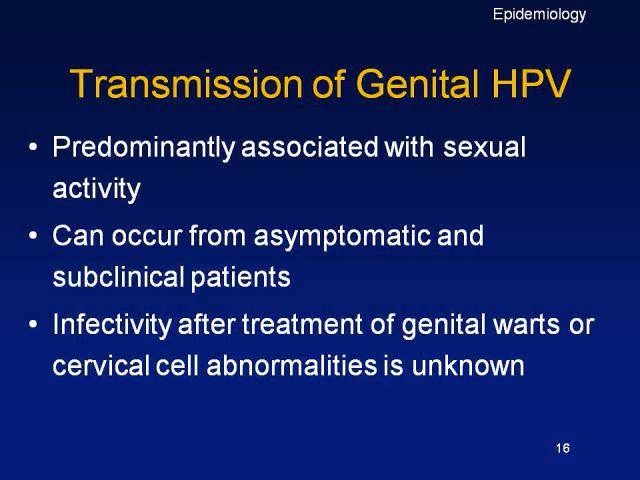 Epidemiology
Transmission of Genital HPV
• Predominantly associated with sexual
activity
• Can occur from asymptomatic and
subclinical patients
• Infectivity after treatment of genital warts or
cervical cell abnormalities is unknown
16